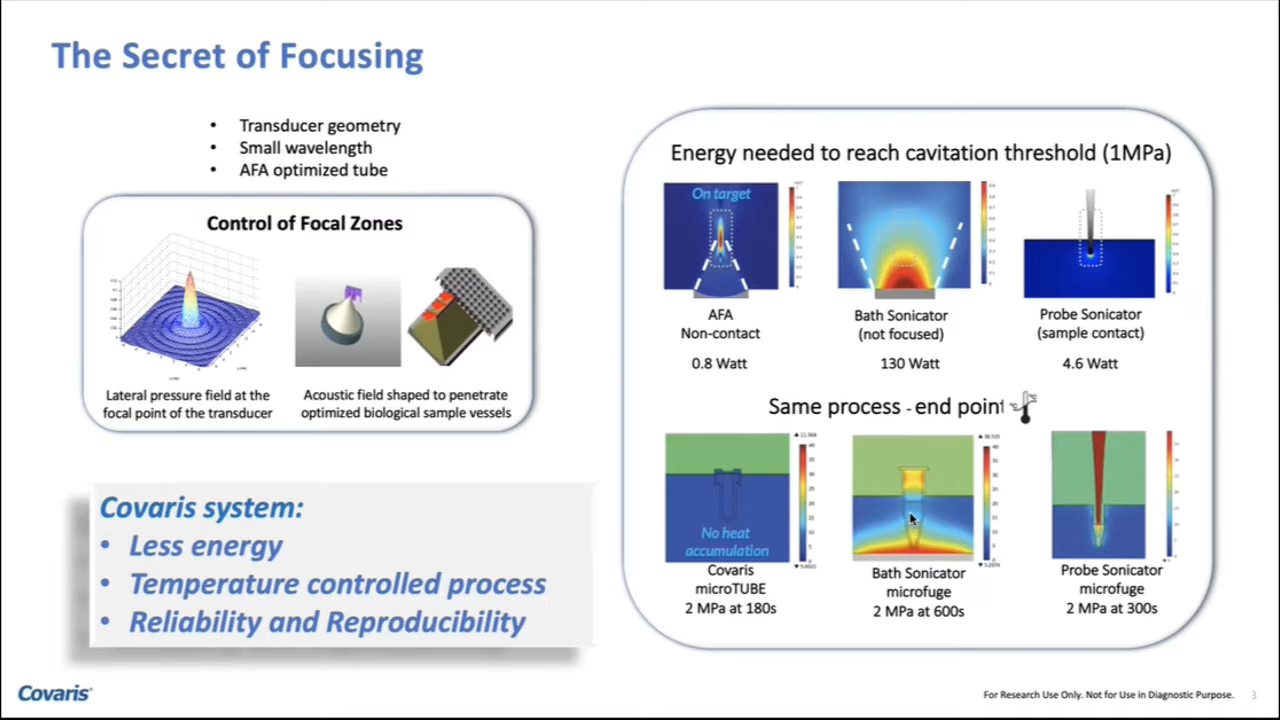 The Secret of Focusing
• Transducer geometry
• Small wavelength
• AFA optimized tube
Control of Focal Zones
Lateral pressure field at the
focal point of the transducer
Acoustic field shaped to penetrate
optimized biological sample vessels
Covaris system:
• Less energy
• Temperature controlled process
• Reliability and Reproducibility
Energy needed to reach cavitation threshold (1MPa)
On target
AFA
Non-contact
0.8 Watt
Bath Sonicator
(not focused)
130 Watt
Probe Sonicator
(sample contact)
4.6 Watt
Same process - end point
No heat
accumulation
Covaris
microTUBE
2 MPa at 180s
Bath Sonicator
microfuge
2 MPa at 600s
Probe Sonicator
microfuge
2 MPa at 300s
Covaris
For Research Use Only. Not for Use in Diagnostic Purpose.
3